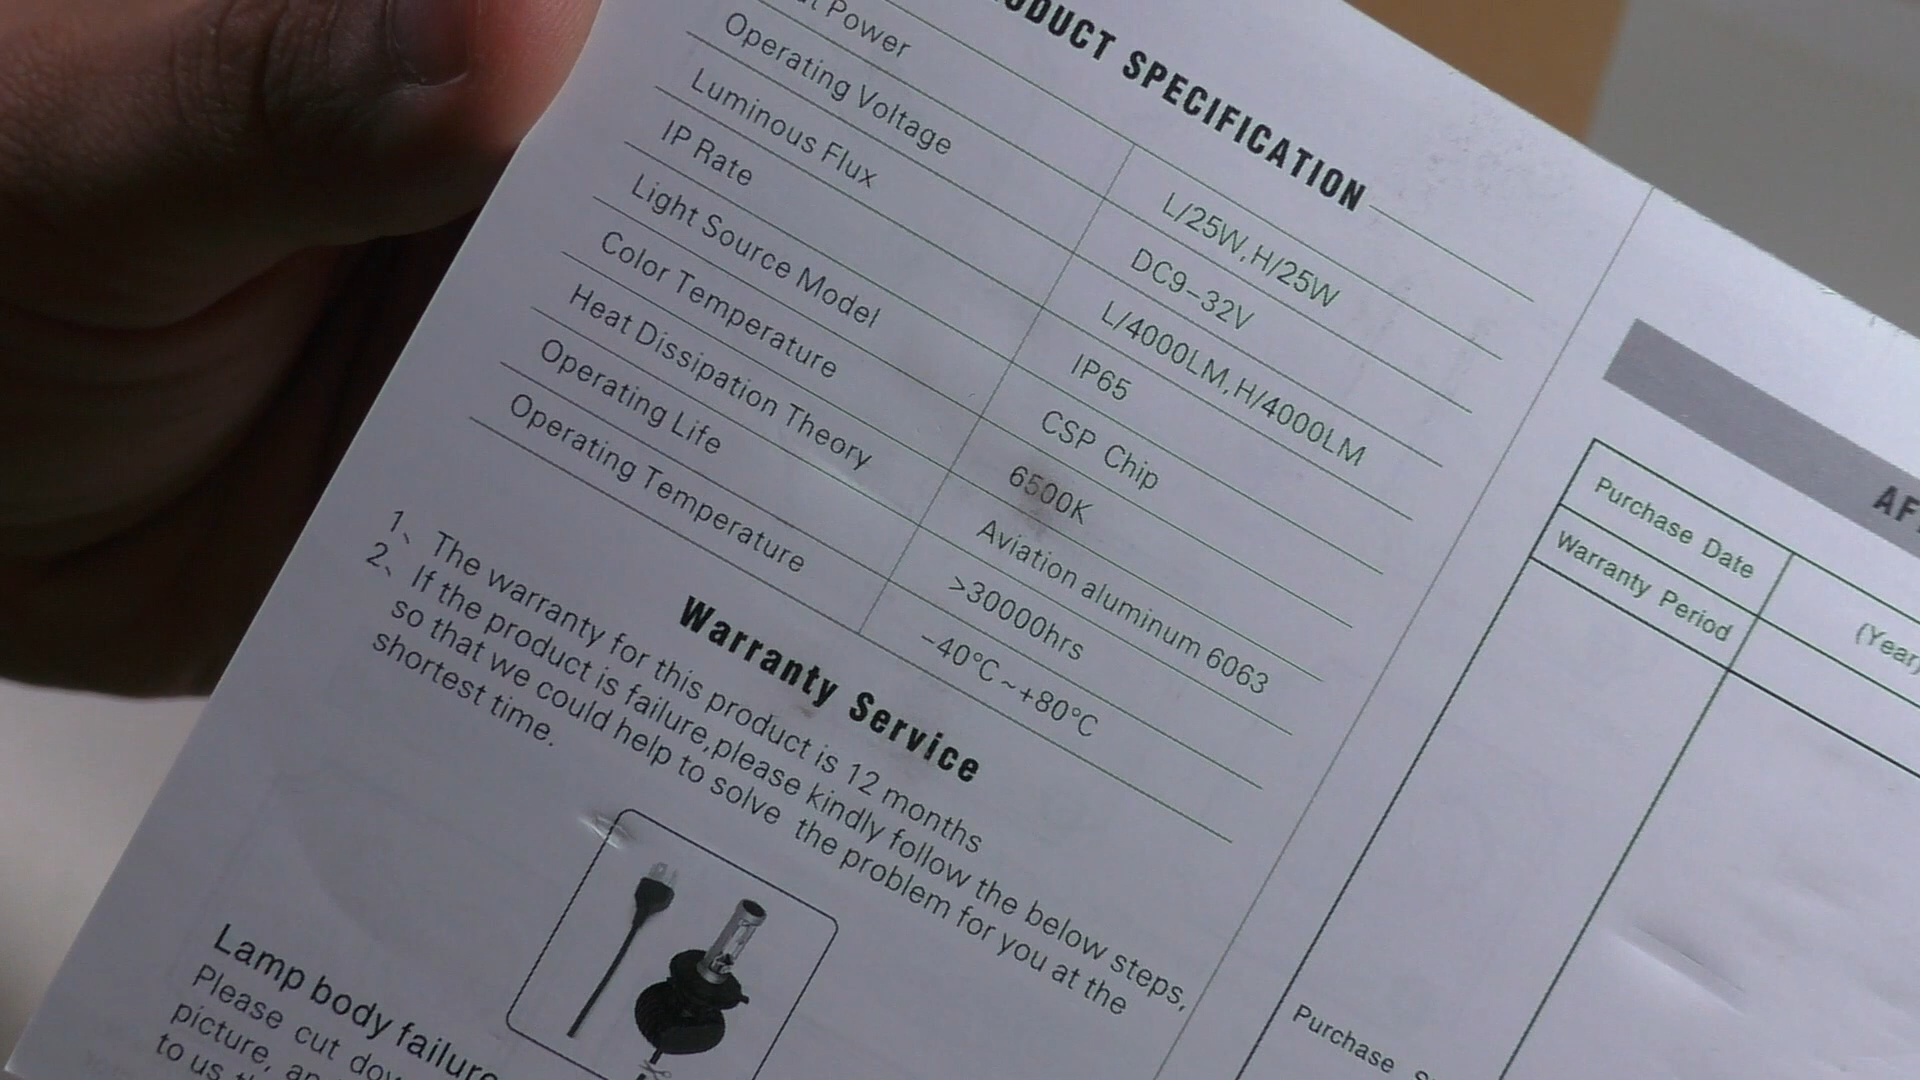 PRODUCT SPECIFICATION
Power L/25W,H/25W
Operating Voltage DC9-32V
Luminous Flux L/4000LM,H/4000LM
IP Rate IP65
Light Source Model CSP Chip
Color Temperature 6500K
Heat Dissipation Theory Aviation aluminum 6063
Operating Life >30000hrs
Operating Temperature -40°C~+80°C
Warranty Service
1、The warranty for this product is 12 months
2、If the product is failure,please kindly follow the below steps,
so that we could help to solve the problem for you at the
shortest time.
Lamp body failure
Please cut
picture,
to us
AF
Purchase Date (Year)
Warranty Period
Purchase